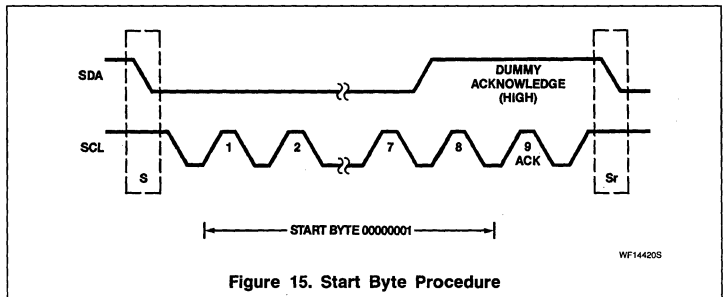 SDA
DUMMY
ACKNOWLEDGE
(HIGH)
SCL
1
2
7
8
9
ACK
S
Sr
START BYTE 00000001
WF14420S
Figure 15. Start Byte Procedure